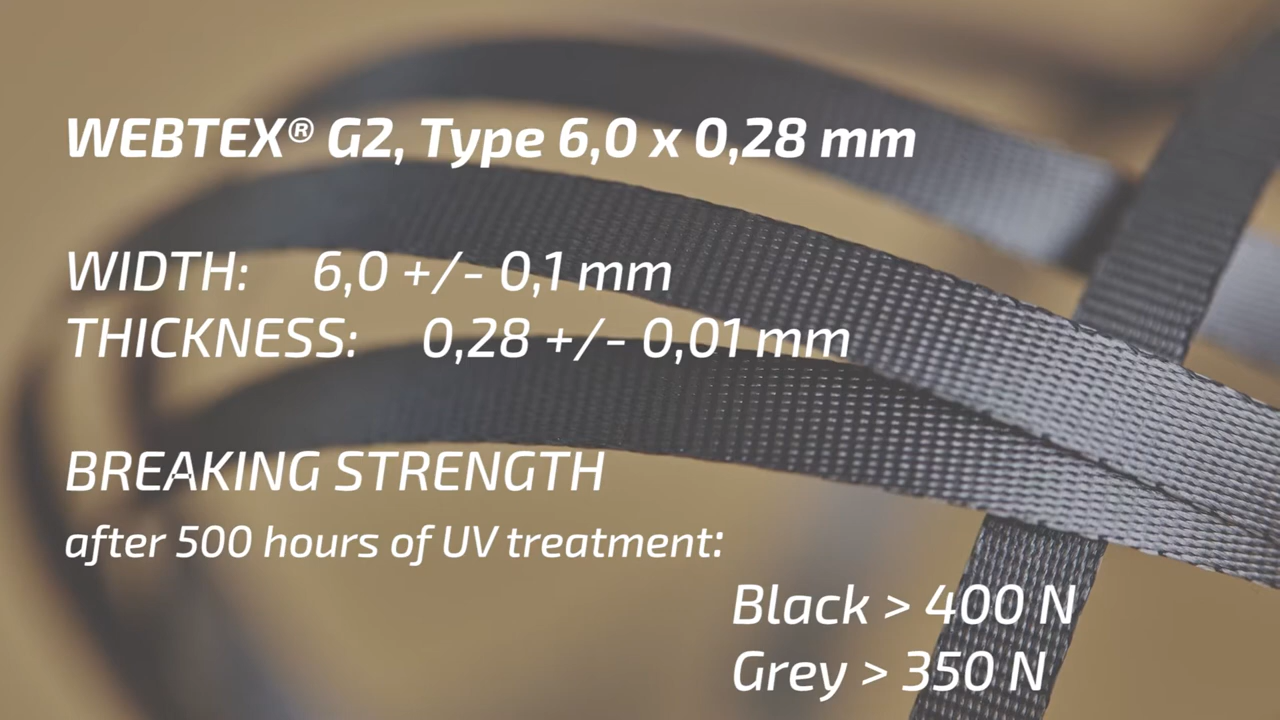 WEBTEX® G2, Type 6,0 x 0,28 mm
WIDTH: 6,0 +/- 0,1 mm
THICKNESS: 0,28 +/- 0,01 mm
BREAKING STRENGTH
after 500 hours of UV treatment:
Black > 400 N
Grey > 350 N